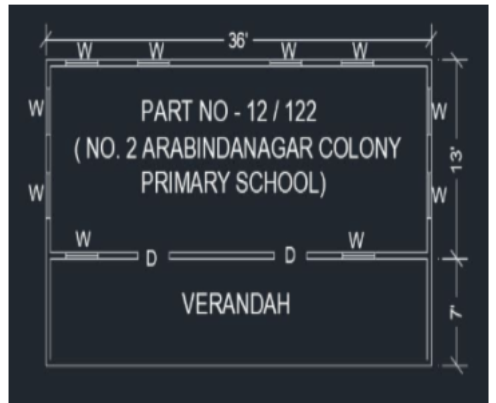 36'
W W W W
W W
PART NO - 12 / 122
( NO. 2 ARABINDANAGAR COLONY
PRIMARY SCHOOL)
13'
W W
W W
D D
VERANDAH
7'